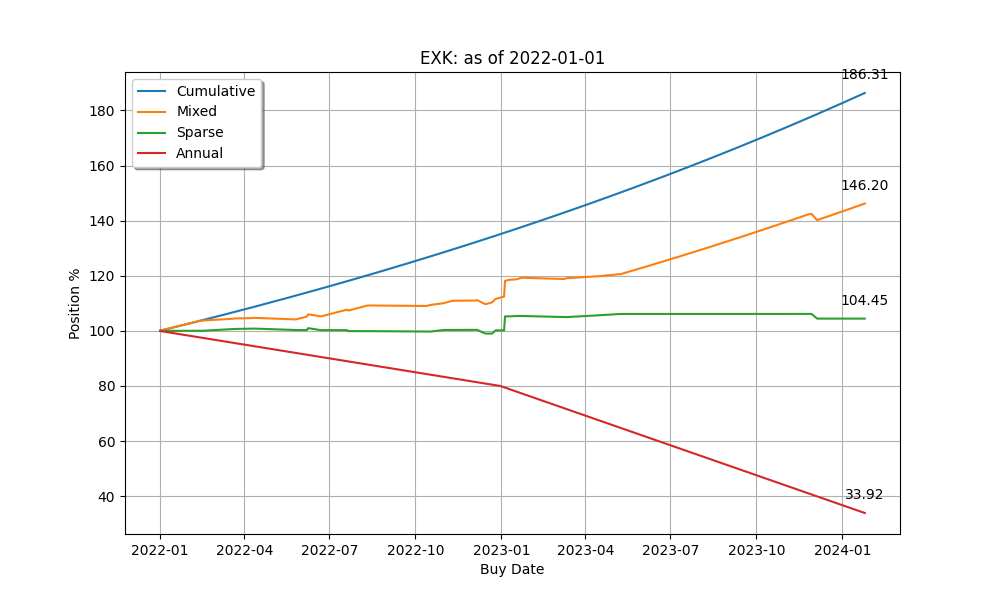 EXK: as of 2022-01-01
186.31
Cumulative
Mixed
Sparse
Annual
180
160
146.20
140
120
104.45
100
80
60
40
33.92
Position %
2022-01 2022-04 2022-07 2022-10 2023-01 2023-04 2023-07 2023-10 2024-01
Buy Date